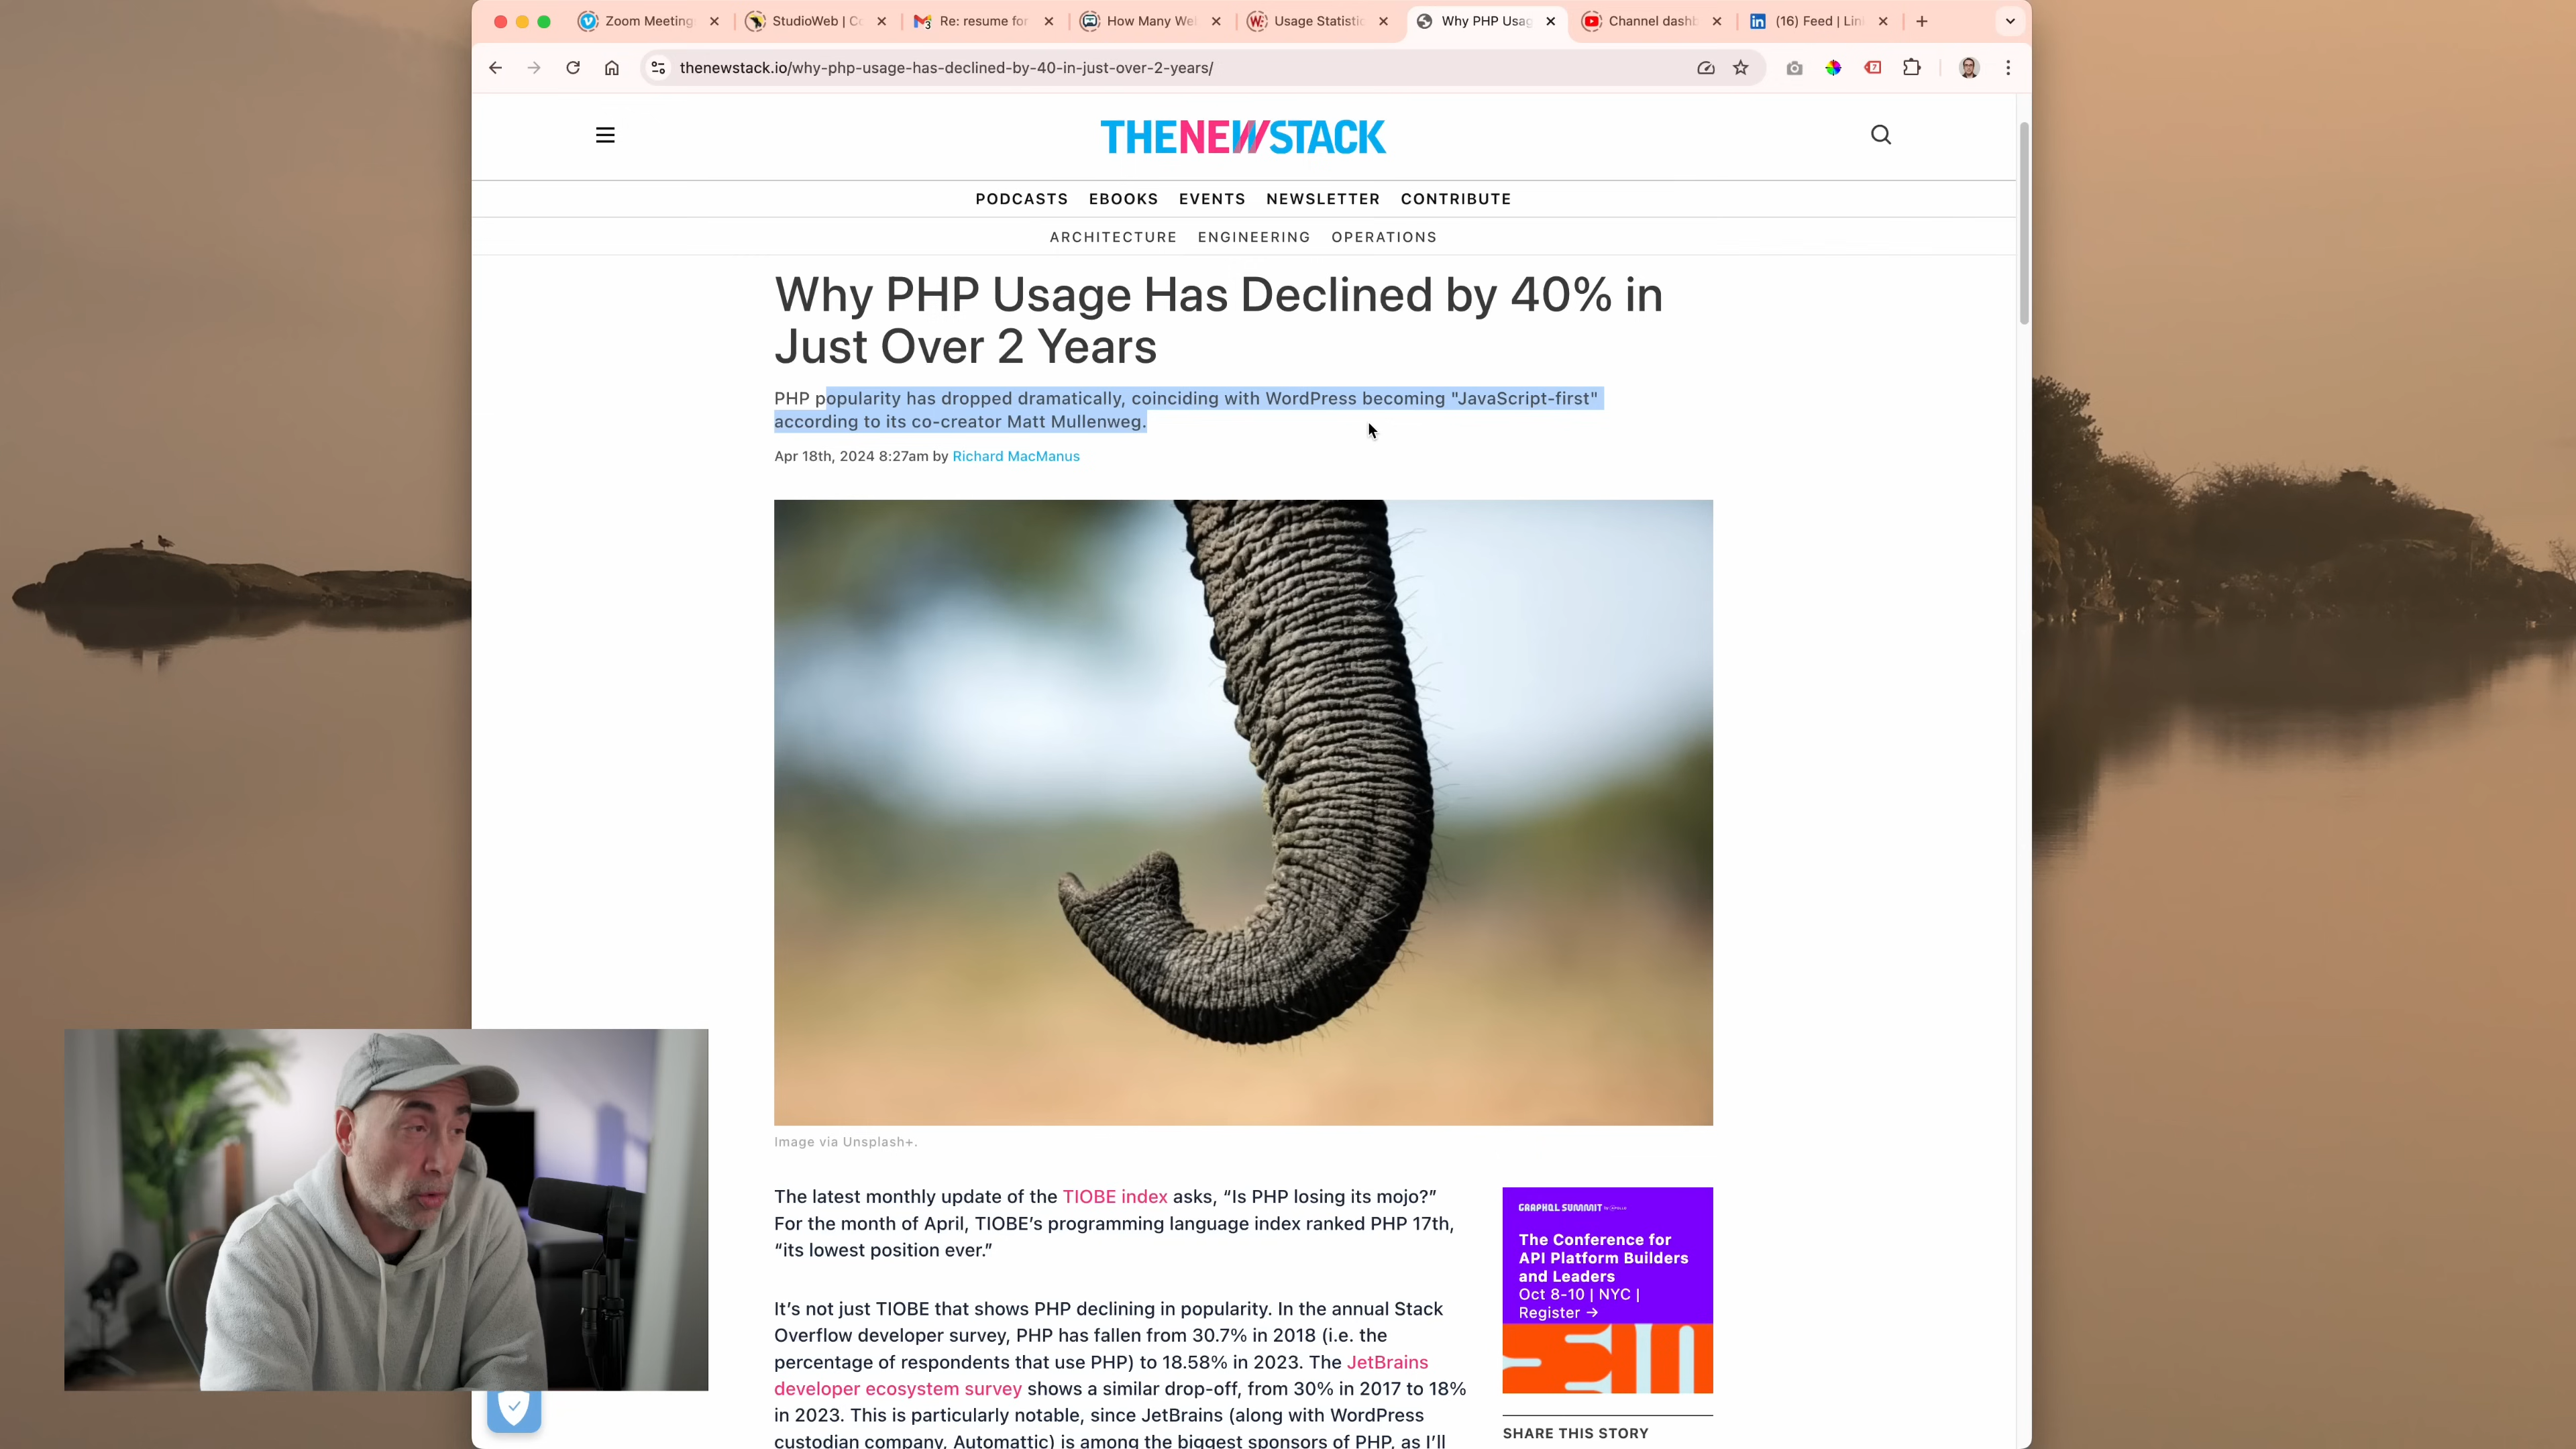 Zoom Meeting
StudioWeb | Co
Re: resume for
How Many We
Usage Statistic
Why PHP Usag
Channel dashb
(16) Feed | Lin
thenewstack.io/why-php-usage-has-declined-by-40-in-just-over-2-years/
THENEWSTACK
PODCASTS EBOOKS EVENTS NEWSLETTER CONTRIBUTE
ARCHITECTURE ENGINEERING OPERATIONS
Why PHP Usage Has Declined by 40% in
Just Over 2 Years
PHP popularity has dropped dramatically, coinciding with WordPress becoming "JavaScript-first"
according to its co-creator Matt Mullenweg.
Apr 18th, 2024 8:27am by Richard MacManus
Image via Unsplash+.
The latest monthly update of the TIOBE index asks, “Is PHP losing its mojo?”
For the month of April, TIOBE’s programming language index ranked PHP 17th,
“its lowest position ever.”
It’s not just TIOBE that shows PHP declining in popularity. In the annual Stack
Overflow developer survey, PHP has fallen from 30.7% in 2018 (i.e. the
percentage of respondents that use PHP) to 18.58% in 2023. The JetBrains
developer ecosystem survey shows a similar drop-off, from 30% in 2017 to 18%
in 2023. This is particularly notable, since JetBrains (along with WordPress
custodian company, Automattic) is among the biggest sponsors of PHP, as I’ll
GRAPHQL SUMMIT
The Conference for
API Platform Builders
and Leaders
Oct 8-10 | NYC |
Register →
SHARE THIS STORY